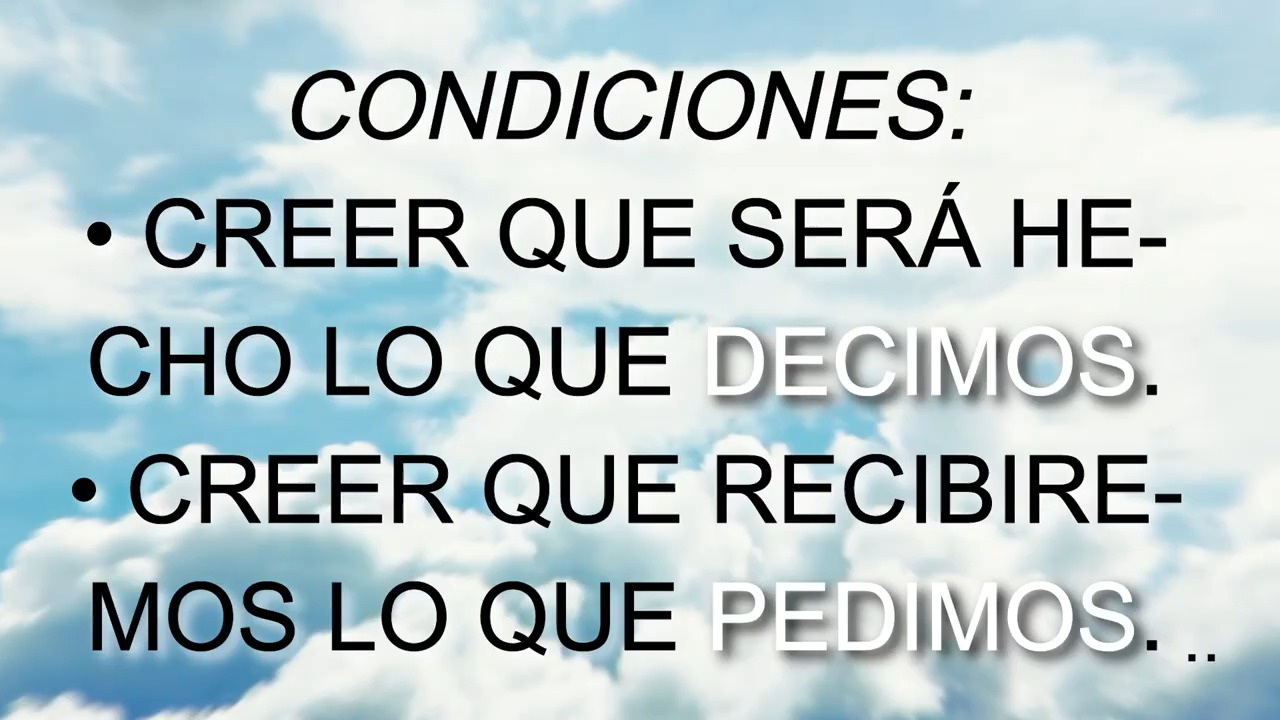 CONDICIONES:
• CREER QUE SERÁ HE-
CHO LO QUE DECIMOS.
• CREER QUE RECIBIRE-
MOS LO QUE PEDIMOS. ..